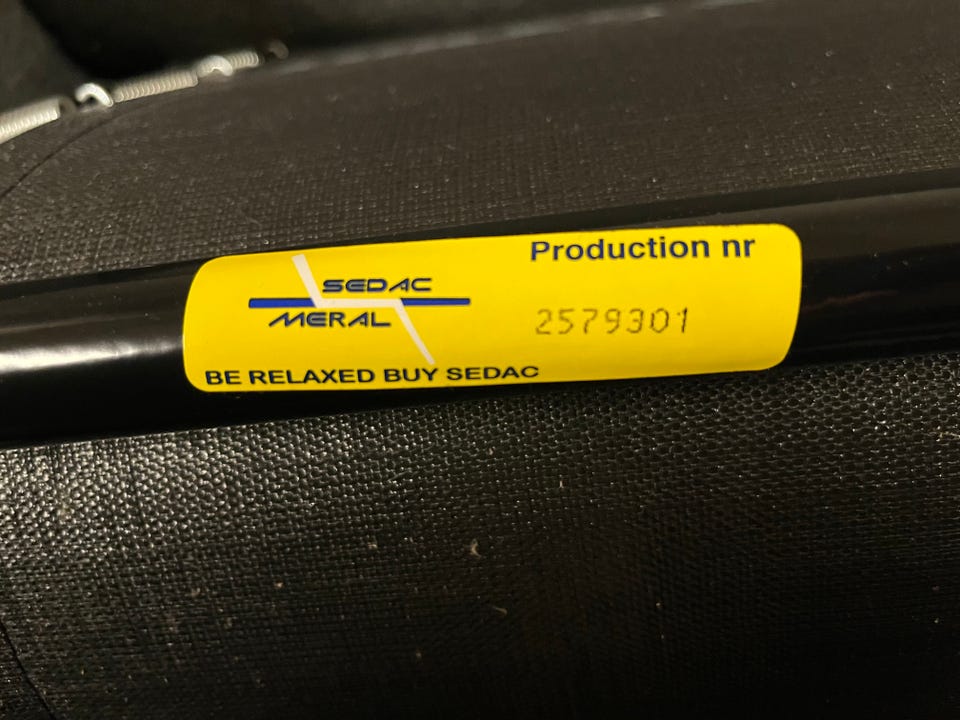 SEDAC
MERAL
BE RELAXED BUY SEDAC
Production nr
2579301